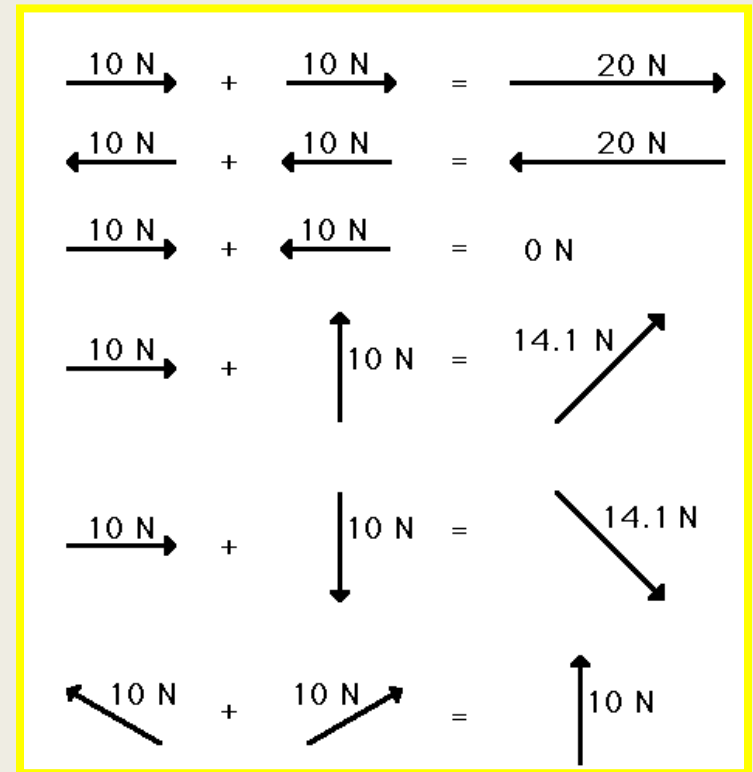 10 N + 10 N = 20 N
10 N + 10 N = 20 N
10 N + 10 N = 0 N
10 N + 10 N = 14.1 N
10 N + 10 N = 14.1 N
10 N + 10 N = 10 N